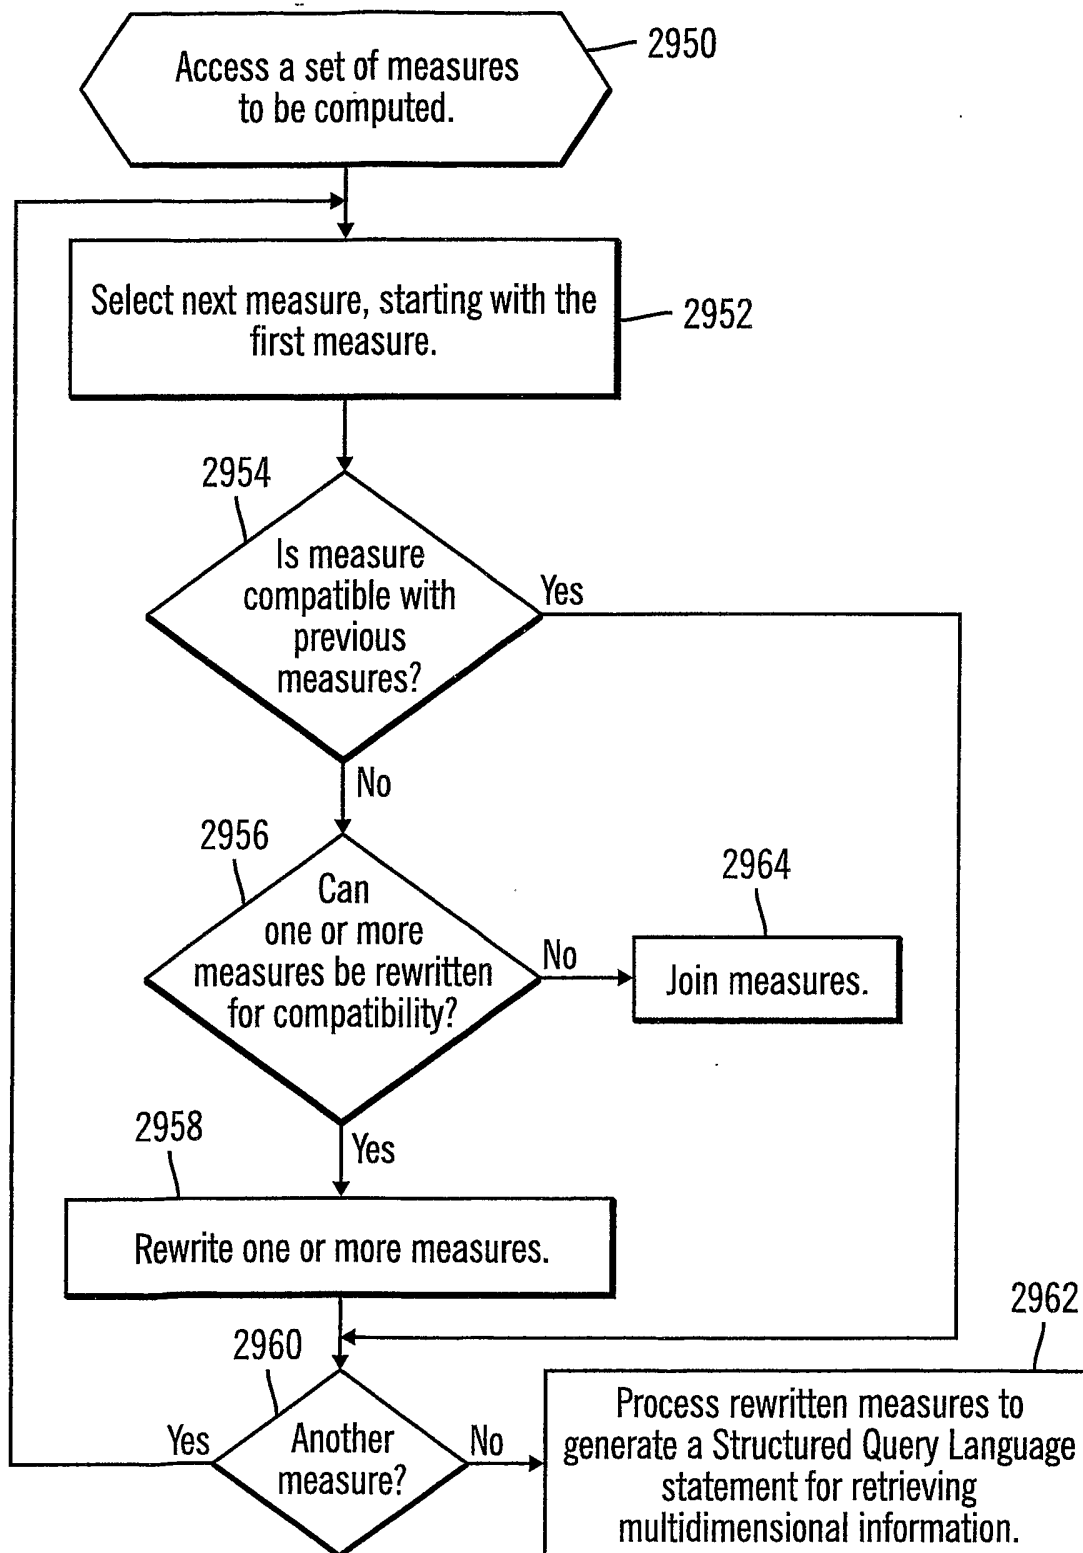 Access a set of measures
to be computed.
2950
Select next measure, starting with the
first measure.
2952
2954
Is measure
compatible with
previous
measures?
Yes
No
2956
Can
one or more
measures be rewritten
for compatibility?
No
2964
Join measures.
Yes
2958
Rewrite one or more measures.
2960
Another
measure?
Yes
No
2962
Process rewritten measures to
generate a Structured Query Language
statement for retrieving
multidimensional information.